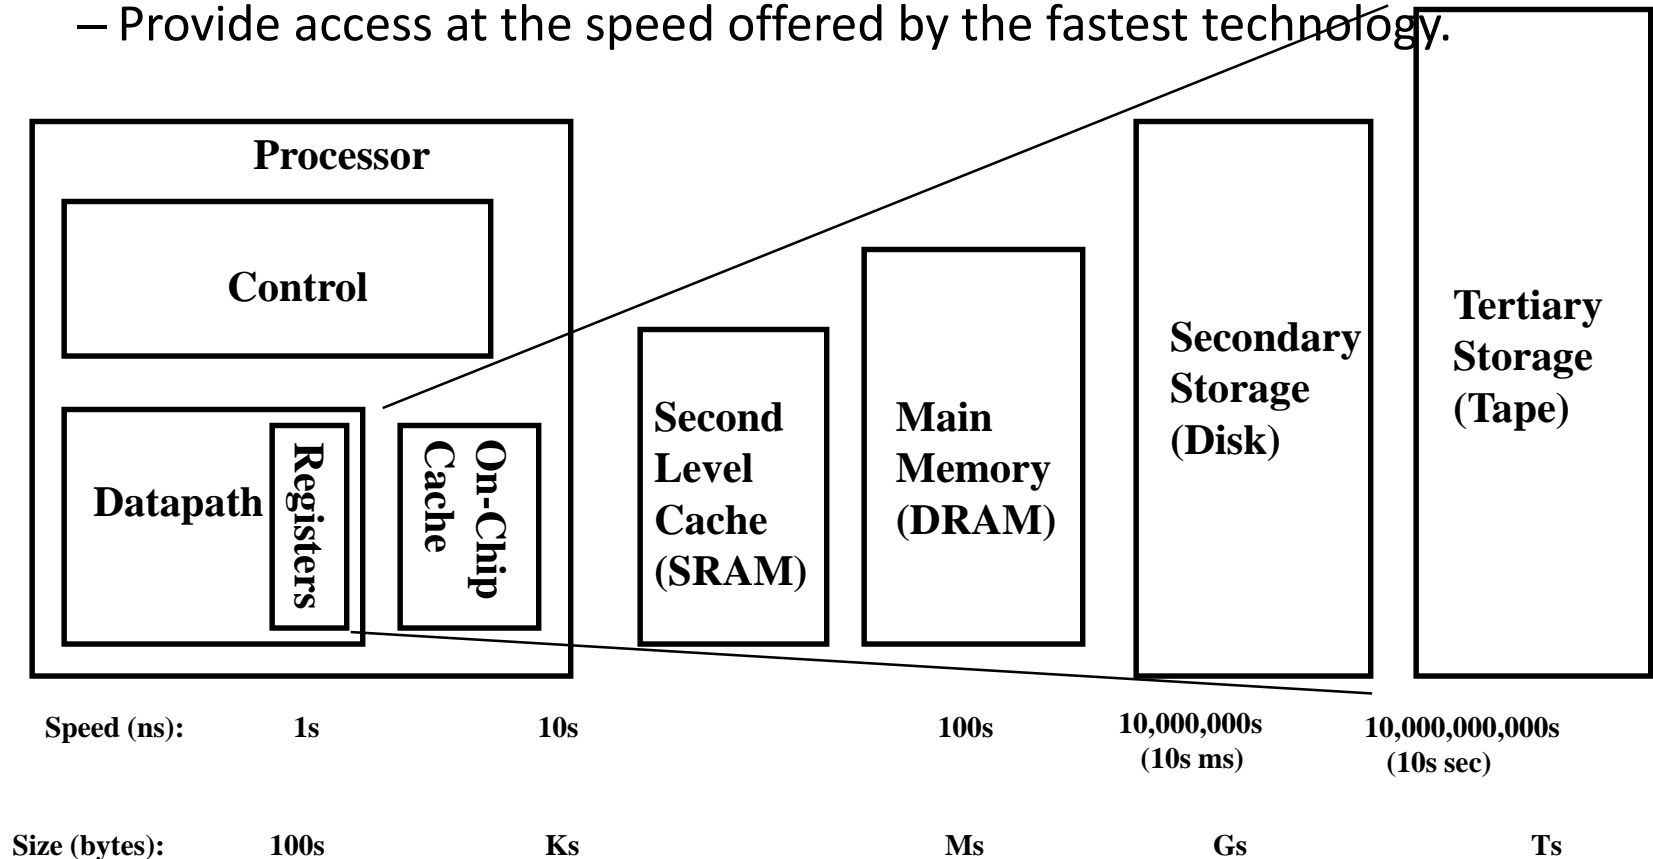 – Provide access at the speed offered by the fastest technology.
Processor
Control
Datapath
Registers
On-Chip
Cache
Second
Level
Cache
(SRAM)
Main
Memory
(DRAM)
Secondary
Storage
(Disk)
Tertiary
Storage
(Tape)
Speed (ns): 1s 10s 100s 10,000,000s 10,000,000,000s
(10s ms) (10s sec)
Size (bytes): 100s Ks Ms Gs Ts